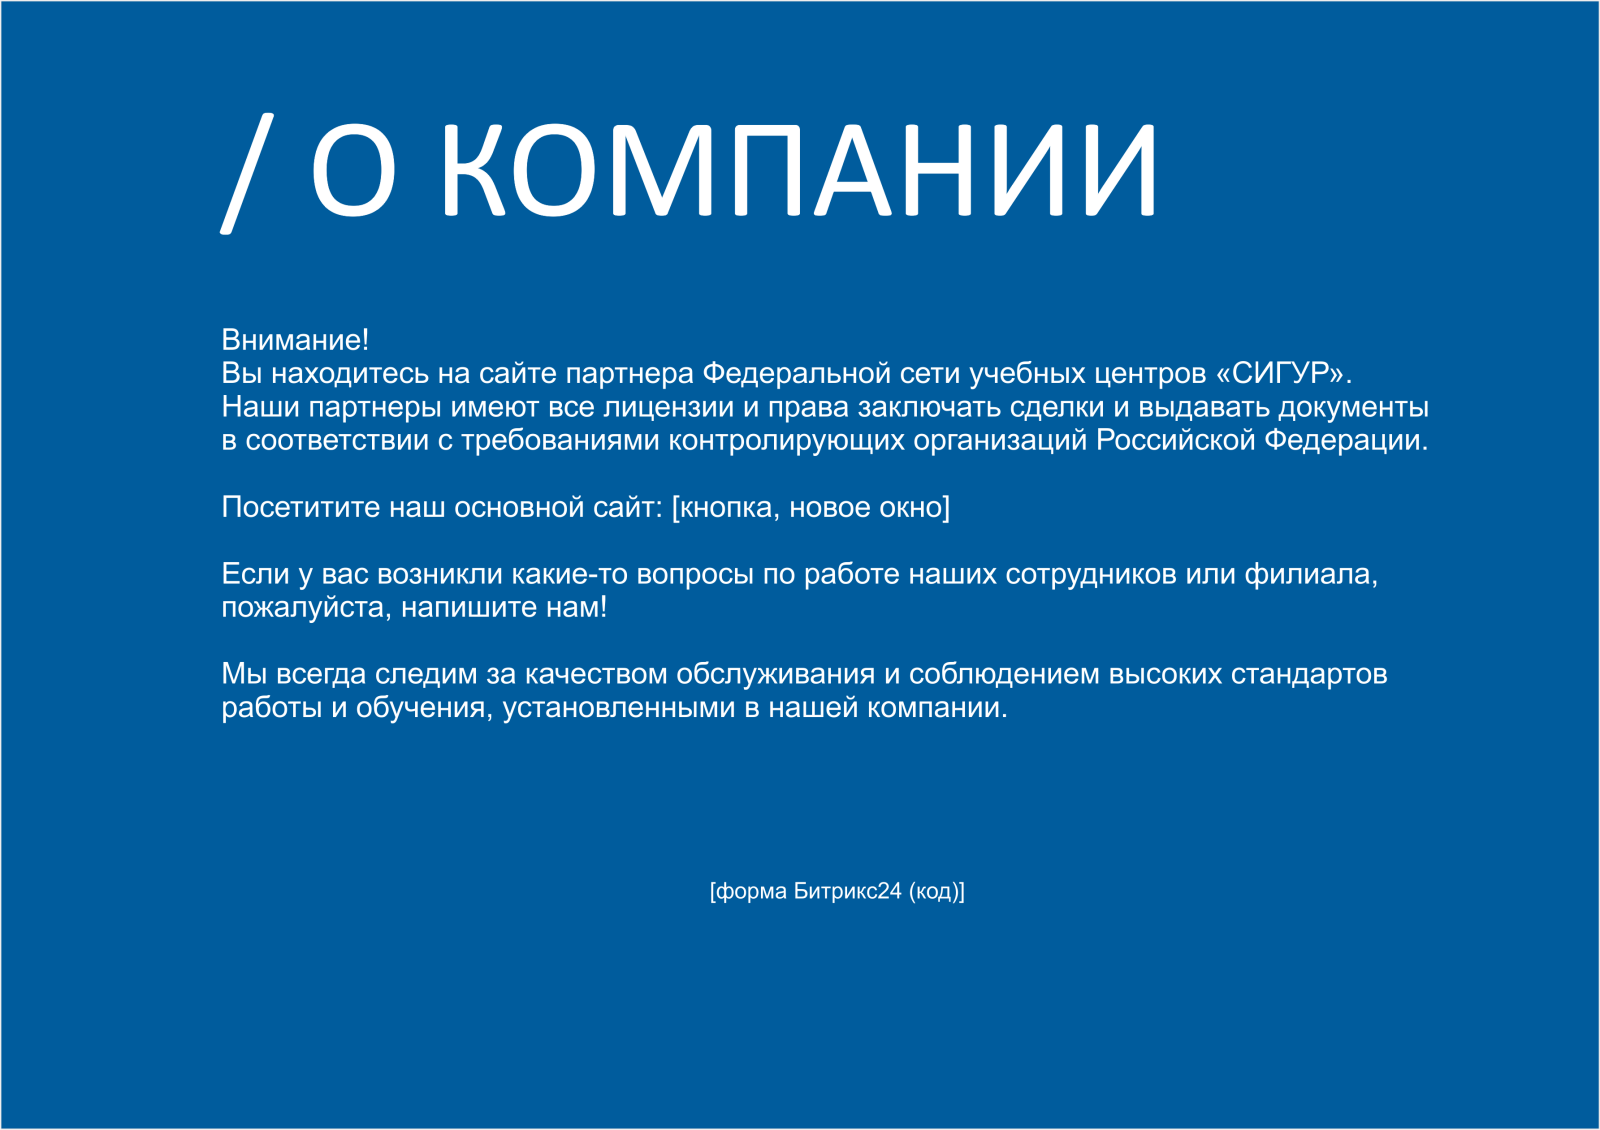 / О КОМПАНИИ
Внимание!
Вы находитесь на сайте партнера Федеральной сети учебных центров «СИГУР».
Наши партнеры имеют все лицензии и права заключать сделки и выдавать документы
в соответствии с требованиями контролирующих организаций Российской Федерации.
Посетитите наш основной сайт: [кнопка, новое окно]
Если у вас возникли какие-то вопросы по работе наших сотрудников или филиала,
пожалуйста, напишите нам!
Мы всегда следим за качеством обслуживания и соблюдением высоких стандартов
работы и обучения, установленными в нашей компании.
[форма Битрикс24 (код)]